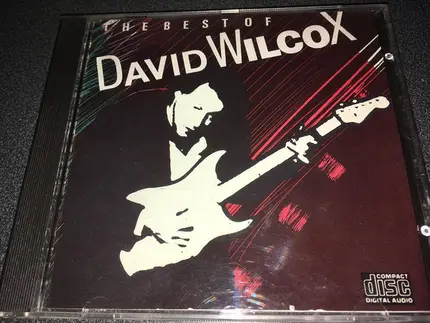 THE BEST OF
DAVID WILCOX
COMPACT
disc
DIGITAL AUDIO